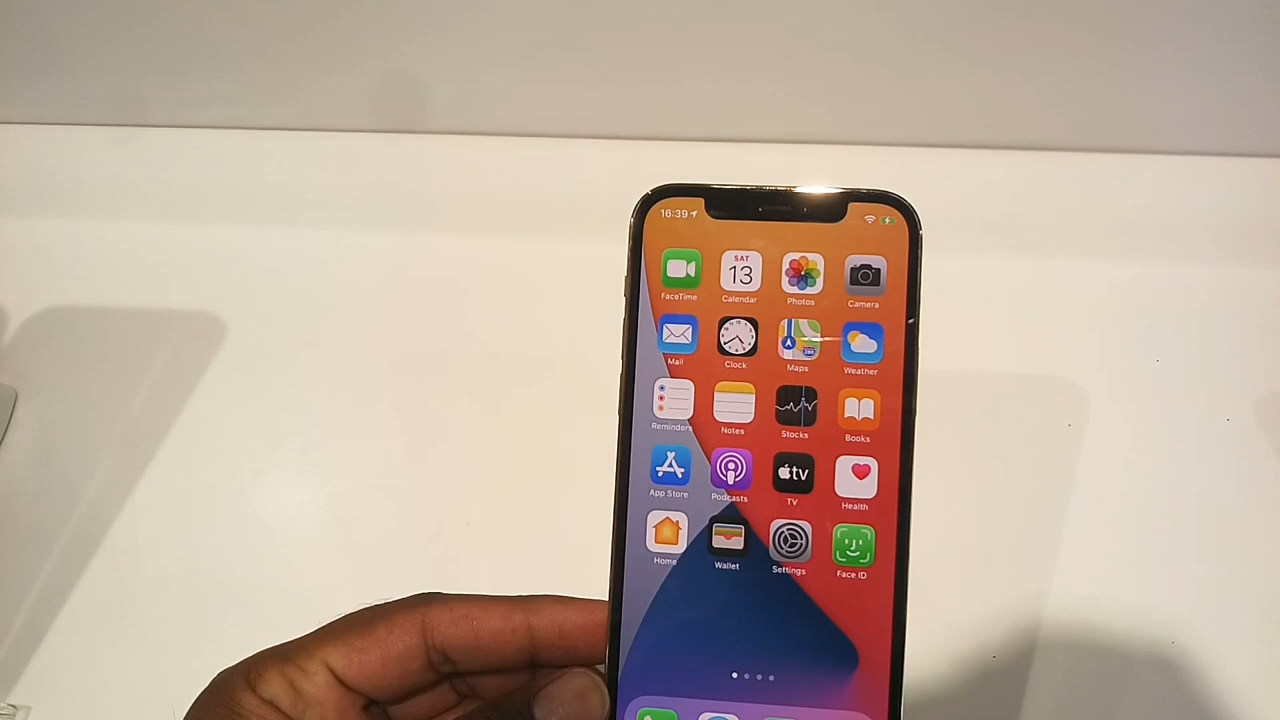 16:39
SAT
13
FaceTime
Calendar
Photos
Camera
Mail
Clock
Maps
Weather
Reminders
Notes
Stocks
Books
tv
App Store
Podcasts
TV
Health
Home
Wallet
Settings
Face ID